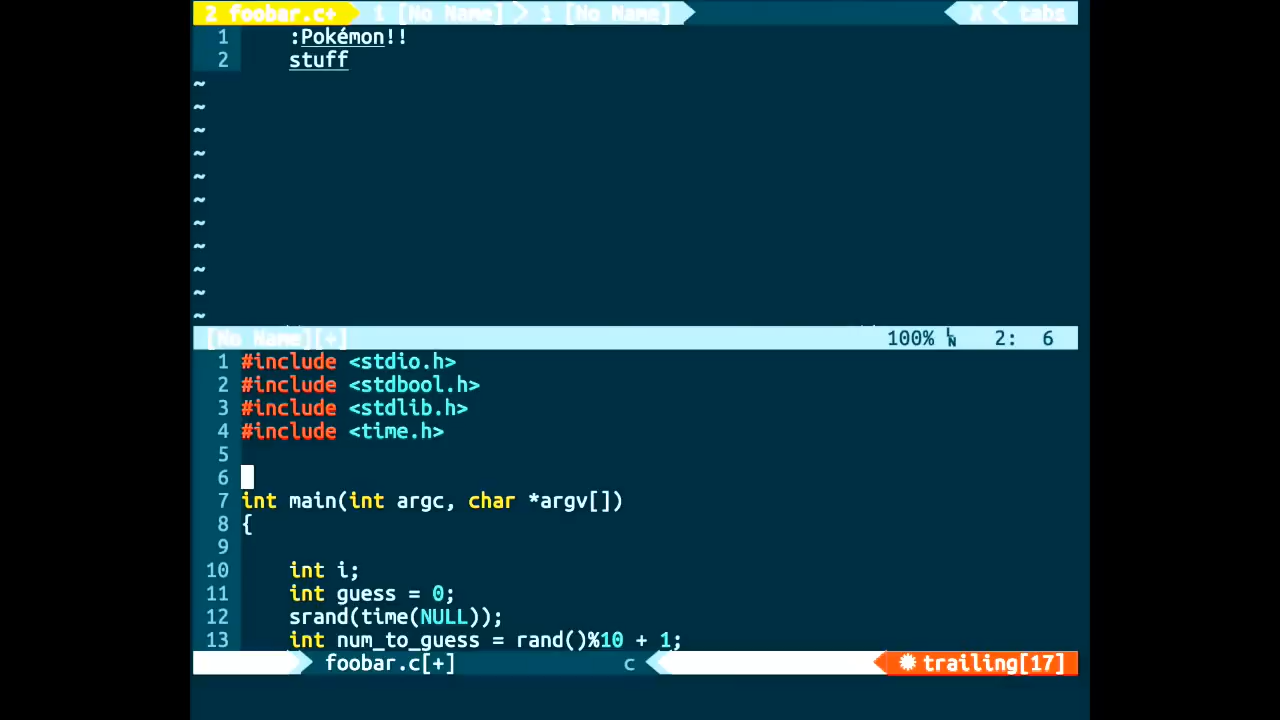 2 foobar.c+ 1 [No Name] 1 [No Name] X tabs
1 :Pokémon!!
2 stuff
~
~
~
~
~
~
~
~
~
~
~
[No Name][+] 100% LN 2: 6
1 #include <stdio.h>
2 #include <stdbool.h>
3 #include <stdlib.h>
4 #include <time.h>
5
6
7 int main(int argc, char *argv[])
8 {
9
10 int i;
11 int guess = 0;
12 srand(time(NULL));
13 int num_to_guess = rand()%10 + 1;
foobar.c[+] c ✹ trailing[17]